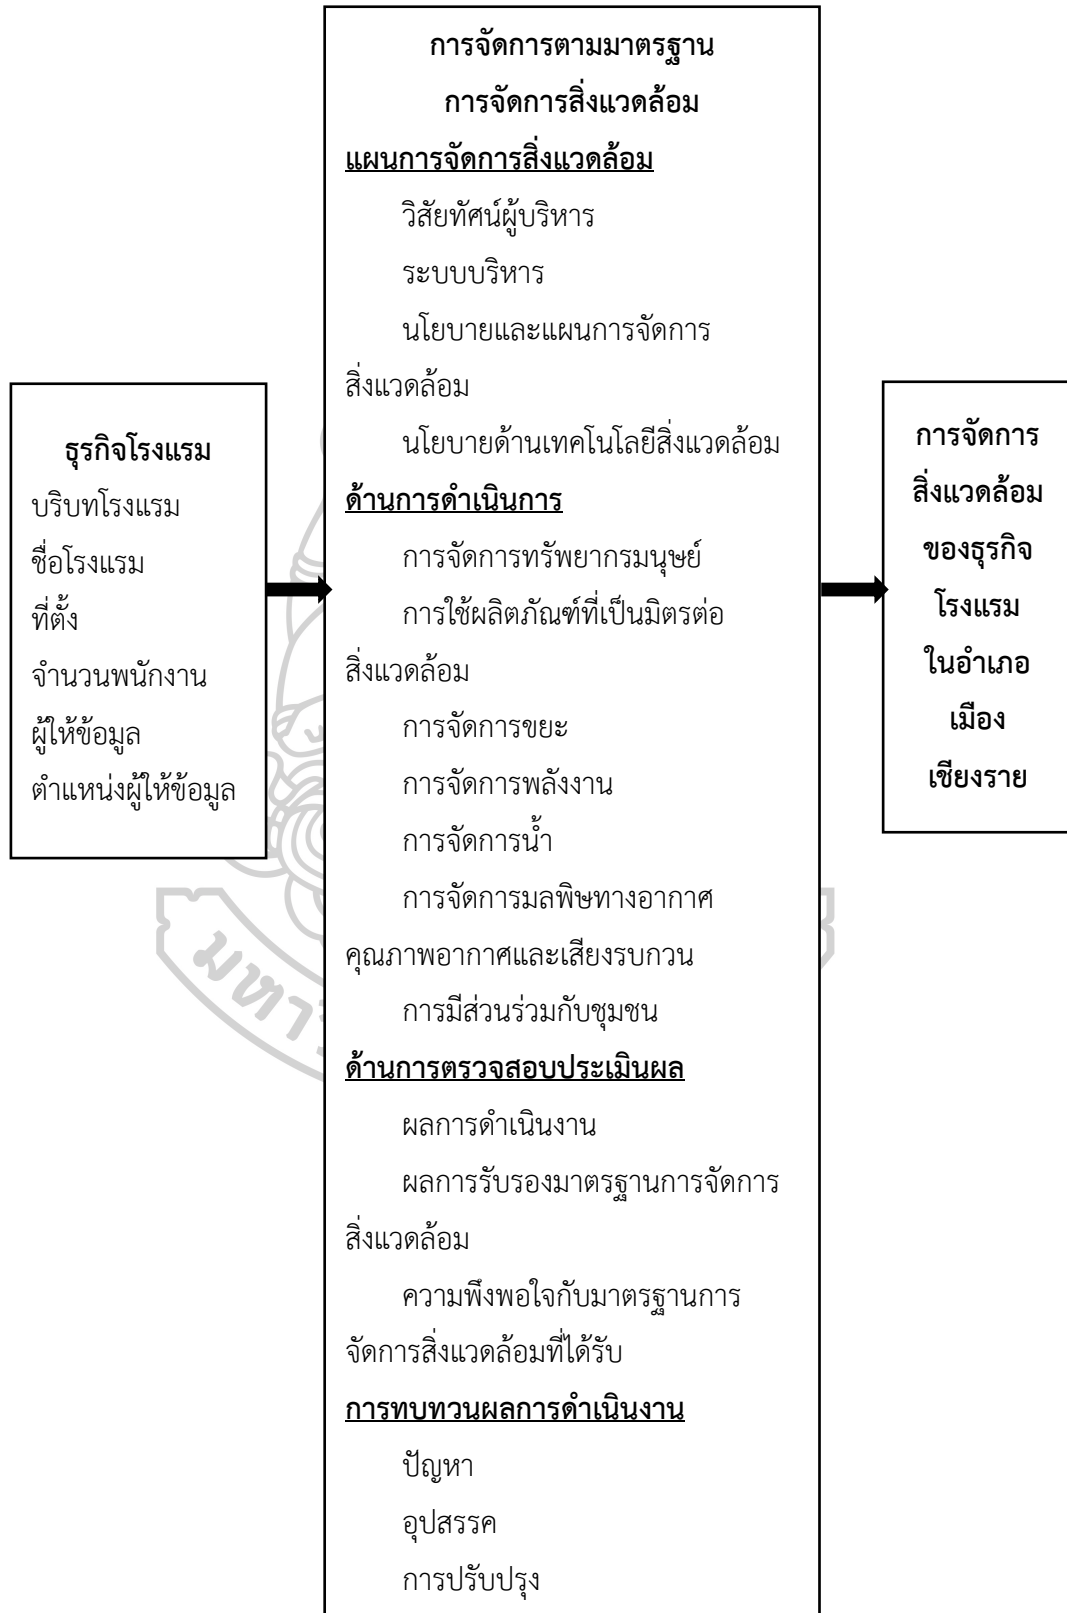 ธุรกิจโรงแรม
บริบทโรงแรม
ชื่อโรงแรม
ที่ตั้ง
จำนวนพนักงาน
ผู้ให้ข้อมูล
ตำแหน่งผู้ให้ข้อมูล
การจัดการตามมาตรฐาน
การจัดการสิ่งแวดล้อม
แผนการจัดการสิ่งแวดล้อม
วิสัยทัศน์ผู้บริหาร
ระบบบริหาร
นโยบายและแผนการจัดการ
สิ่งแวดล้อม
นโยบายด้านเทคโนโลยีสิ่งแวดล้อม
ด้านการดำเนินการ
การจัดการทรัพยากรมนุษย์
การใช้ผลิตภัณฑ์ที่เป็นมิตรต่อ
สิ่งแวดล้อม
การจัดการขยะ
การจัดการพลังงาน
การจัดการน้ำ
การจัดการมลพิษทางอากาศ
คุณภาพอากาศและเสียงรบกวน
การมีส่วนร่วมกับชุมชน
ด้านการตรวจสอบประเมินผล
ผลการดำเนินงาน
ผลการรับรองมาตรฐานการจัดการ
สิ่งแวดล้อม
ความพึงพอใจกับมาตรฐานการ
จัดการสิ่งแวดล้อมที่ได้รับ
การทบทวนผลการดำเนินงาน
ปัญหา
อุปสรรค
การปรับปรุง
การจัดการ
สิ่งแวดล้อม
ของธุรกิจ
โรงแรม
ในอำเภอ
เมือง
เชียงราย